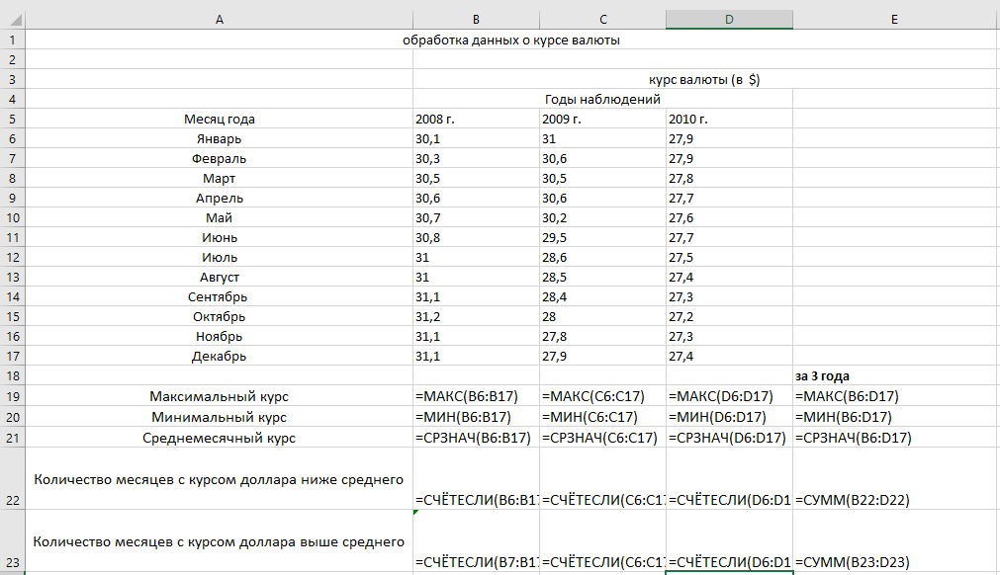 A B C D E
1 обработка данных о курсе валюты
2
3 курс валюты (в $)
4 Годы наблюдений
5 Месяц года 2008 г. 2009 г. 2010 г.
6 Январь 30,1 31 27,9
7 Февраль 30,3 30,6 27,9
8 Март 30,5 30,5 27,8
9 Апрель 30,6 30,6 27,7
10 Май 30,7 30,2 27,6
11 Июнь 30,8 29,5 27,7
12 Июль 31 28,6 27,5
13 Август 31 28,5 27,4
14 Сентябрь 31,1 28,4 27,3
15 Октябрь 31,2 28 27,2
16 Ноябрь 31,1 27,8 27,3
17 Декабрь 31,1 27,9 27,4
18 за 3 года
19 Максимальный курс =МАКС(B6:B17) =МАКС(C6:C17) =МАКС(D6:D17) =МАКС(B6:D17)
20 Минимальный курс =МИН(B6:B17) =МИН(C6:C17) =МИН(D6:D17) =МИН(B6:D17)
21 Среднемесячный курс =СРЗНАЧ(B6:B17) =СРЗНАЧ(C6:C17) =СРЗНАЧ(D6:D17) =СРЗНАЧ(B6:D17)
22 Количество месяцев с курсом доллара ниже среднего =СЧЁТЕСЛИ(B6:B17 =СЧЁТЕСЛИ(C6:C17 =СЧЁТЕСЛИ(D6:D1 =СУММ(B22:D22)
23 Количество месяцев с курсом доллара выше среднего =СЧЁТЕСЛИ(B7:B17 =СЧЁТЕСЛИ(C6:C17 =СЧЁТЕСЛИ(D6:D1 =СУММ(B23:D23)